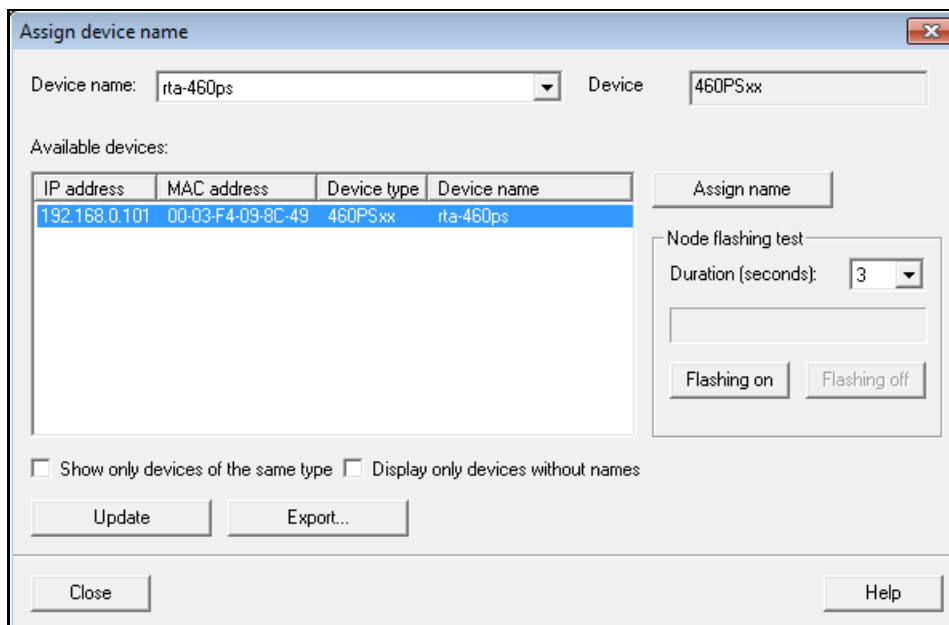 Assign device name
Device name: rta-460ps Device 460PSxx
Available devices:
IP address MAC address Device type Device name
192.168.0.101 00-03-F4-09-8C-49 460PSxx rta-460ps
Assign name
Node flashing test
Duration (seconds): 3
Flashing on Flashing off
Show only devices of the same type Display only devices without names
Update Export...
Close Help